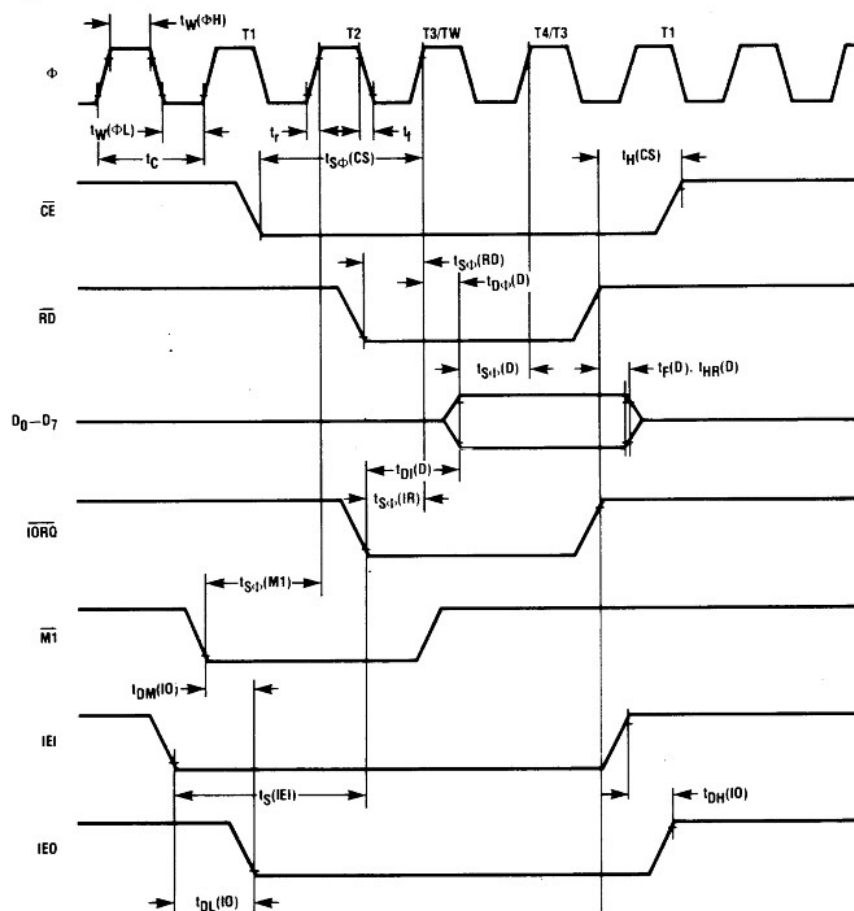 tW(ΦH)
T1 T2 T3/TW T4/T3 T1
Φ
tW(ΦL) tr tf
tC tSΦ(CS) tH(CS)
CE
tSΦ(RD)
tDΦ(D)
RD
tSΦ(D) tF(D). tHR(D)
D0—D7
tDI(D)
tSΦ(IR)
IORQ
tSΦ(M1)
M1
tDM(IO)
IEI
tS(IEI)
tDH(IO)
IEO
tDL(IO)